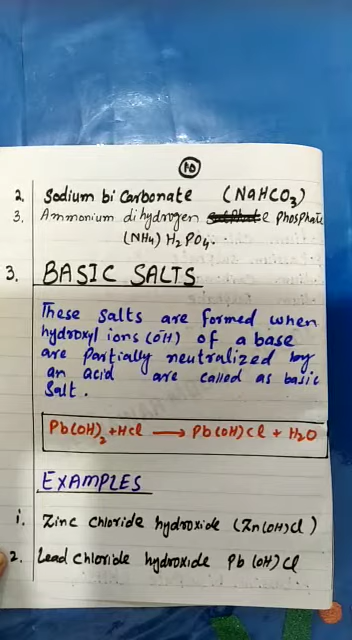 10
2. Sodium bi Carbonate (NaHCO3)
3. Ammonium dihydrogen Phosphate
(NH4) H2PO4.
3. BASIC SALTS
These salts are formed when
hydroxyl ions (OH) of a base
are Partially neutralized by
an acid are called as basic
Salt.
Pb(OH)2 + HCl → Pb(OH)Cl + H2O
EXAMPLES
1. Zinc chloride hydroxide (Zn(OH)Cl)
2. Lead chloride hydroxide Pb (OH)Cl